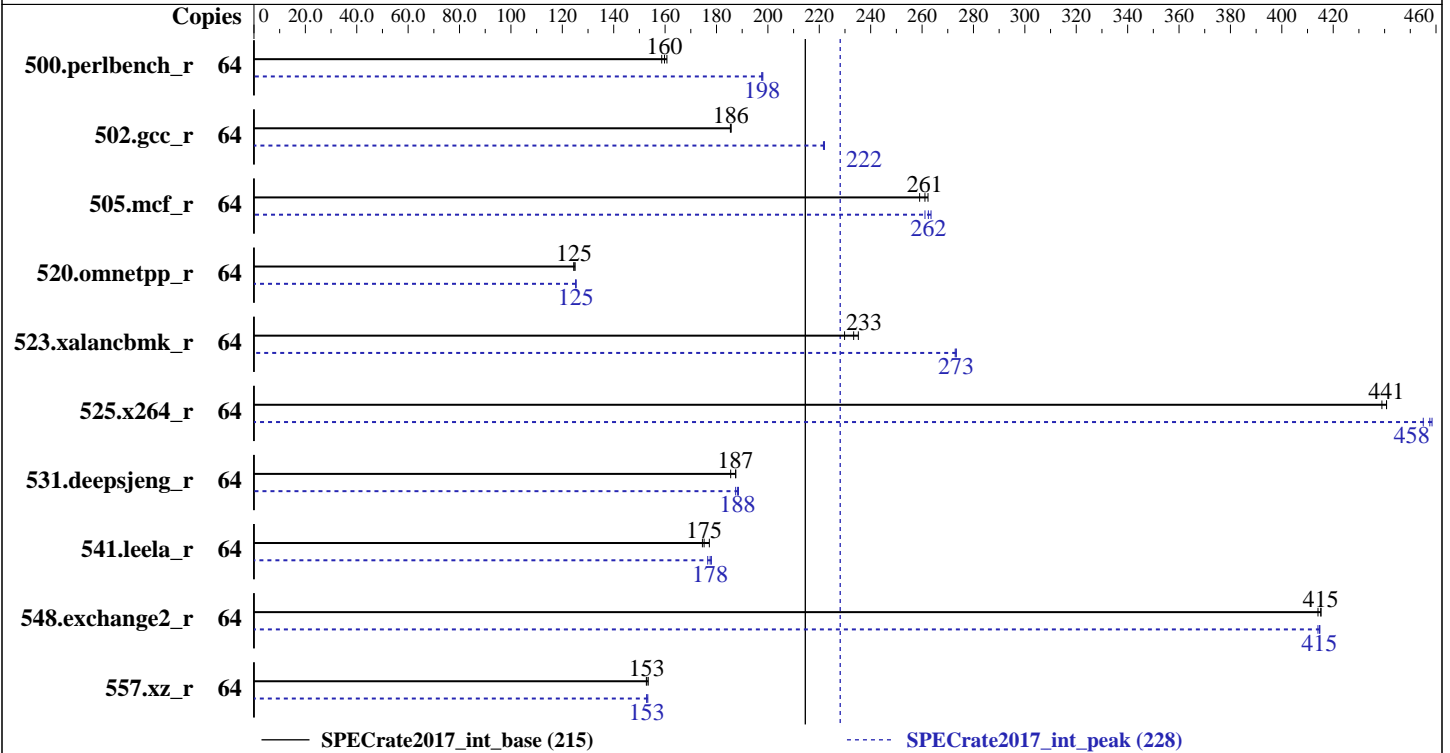 Copies 0 20.0 40.0 60.0 80.0 100 120 140 160 180 200 220 240 260 280 300 320 340 360 380 400 420 460
160
500.perlbench_r 64
198
186
502.gcc_r 64
222
261
505.mcf_r 64
262
125
520.omnetpp_r 64
125
233
523.xalancbmk_r 64
273
441
525.x264_r 64
458
187
531.deepsjeng_r 64
188
175
541.leela_r 64
178
415
548.exchange2_r 64
415
153
557.xz_r 64
153
SPECrate2017_int_base (215) SPECrate2017_int_peak (228)